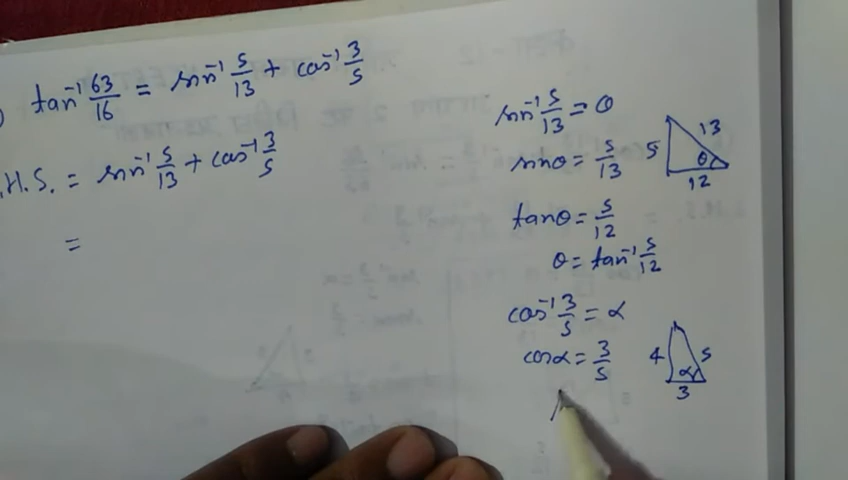 ) tan⁻¹ 63/16 = sin⁻¹ 5/13 + cos⁻¹ 3/5
.H.S. = sin⁻¹ 5/13 + cos⁻¹ 3/5
=
sin⁻¹ 5/13 = θ
sinθ = 5/13
5 13 θ 12
tanθ = 5/12
θ = tan⁻¹ 5/12
cos⁻¹ 3/5 = α
cosα = 3/5
4 5 α 3